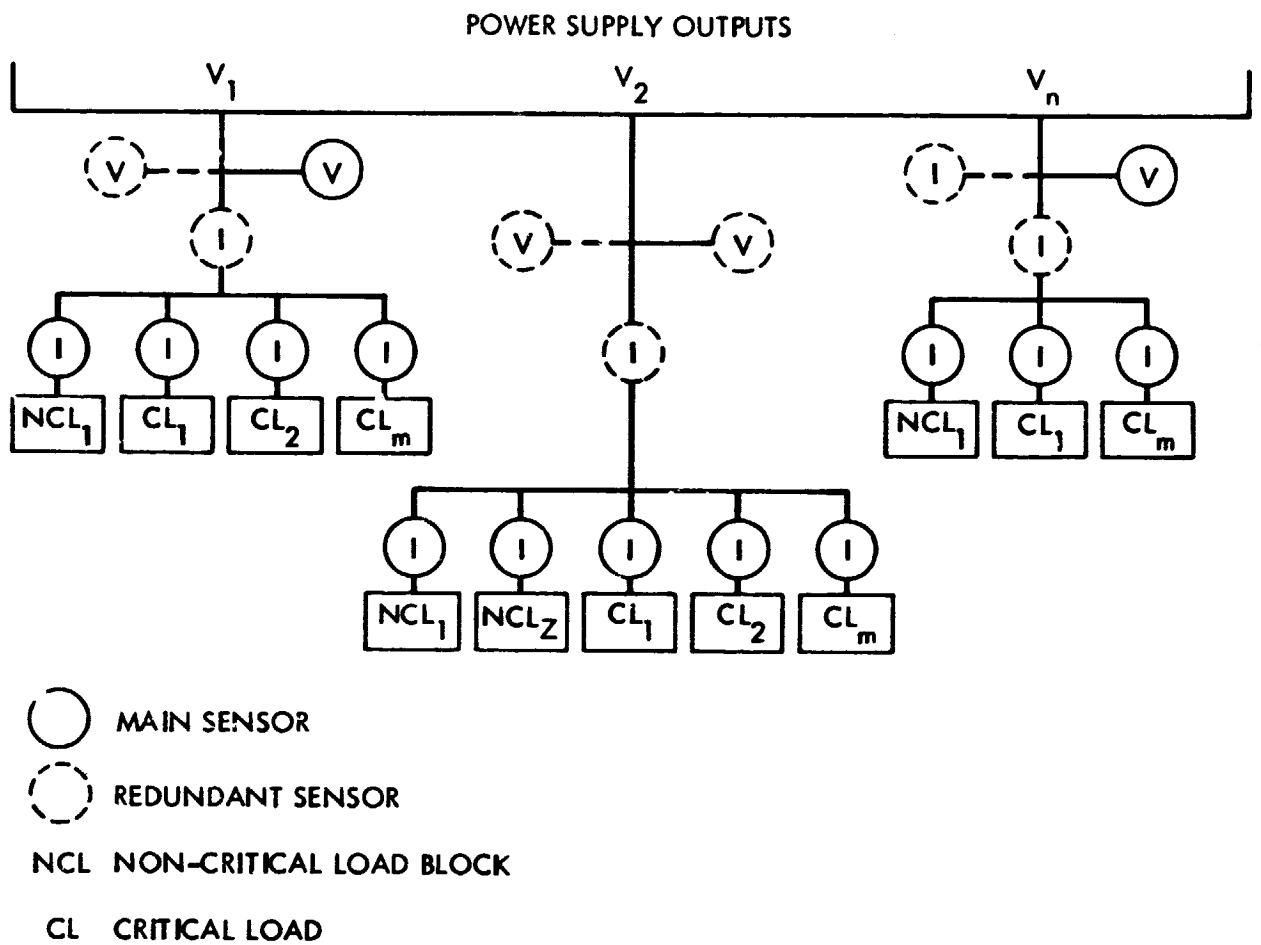 POWER SUPPLY OUTPUTS
V1 V2 Vn
V V I V
I I
V V
I I I I I I I I
NCL1 CL1 CL2 CLm NCL1 CL1 CLm
I
I I I I I
NCL1 NCLZ CL1 CL2 CLm
MAIN SENSOR
REDUNDANT SENSOR
NCL NON-CRITICAL LOAD BLOCK
CL CRITICAL LOAD